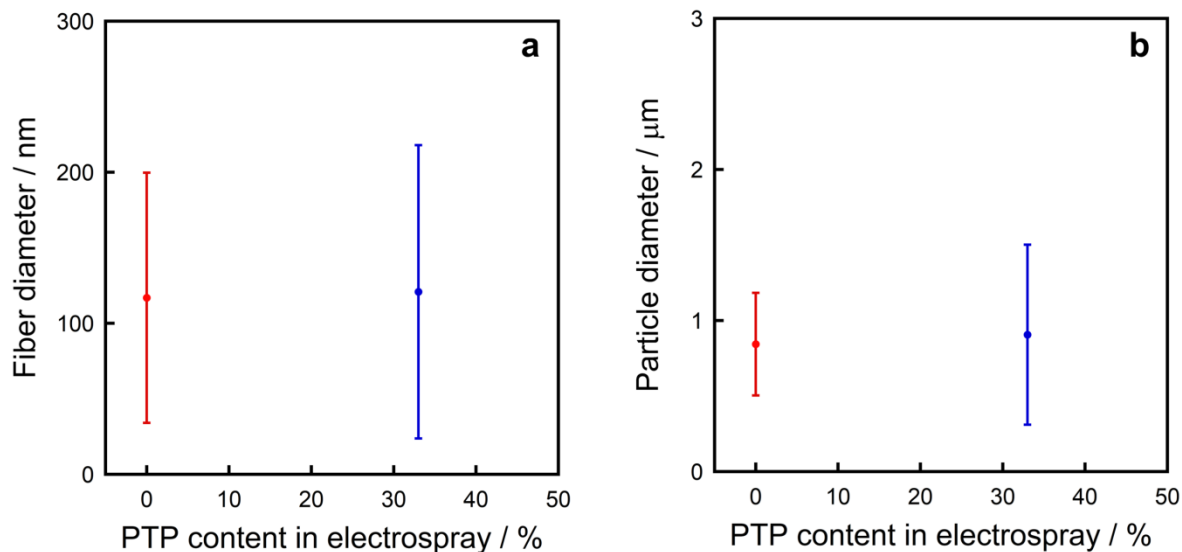 a
Fiber diameter / nm
300
200
100
0
0 10 20 30 40 50
PTP content in electrospray / %
b
Particle diameter / μm
3
2
1
0
0 10 20 30 40 50
PTP content in electrospray / %